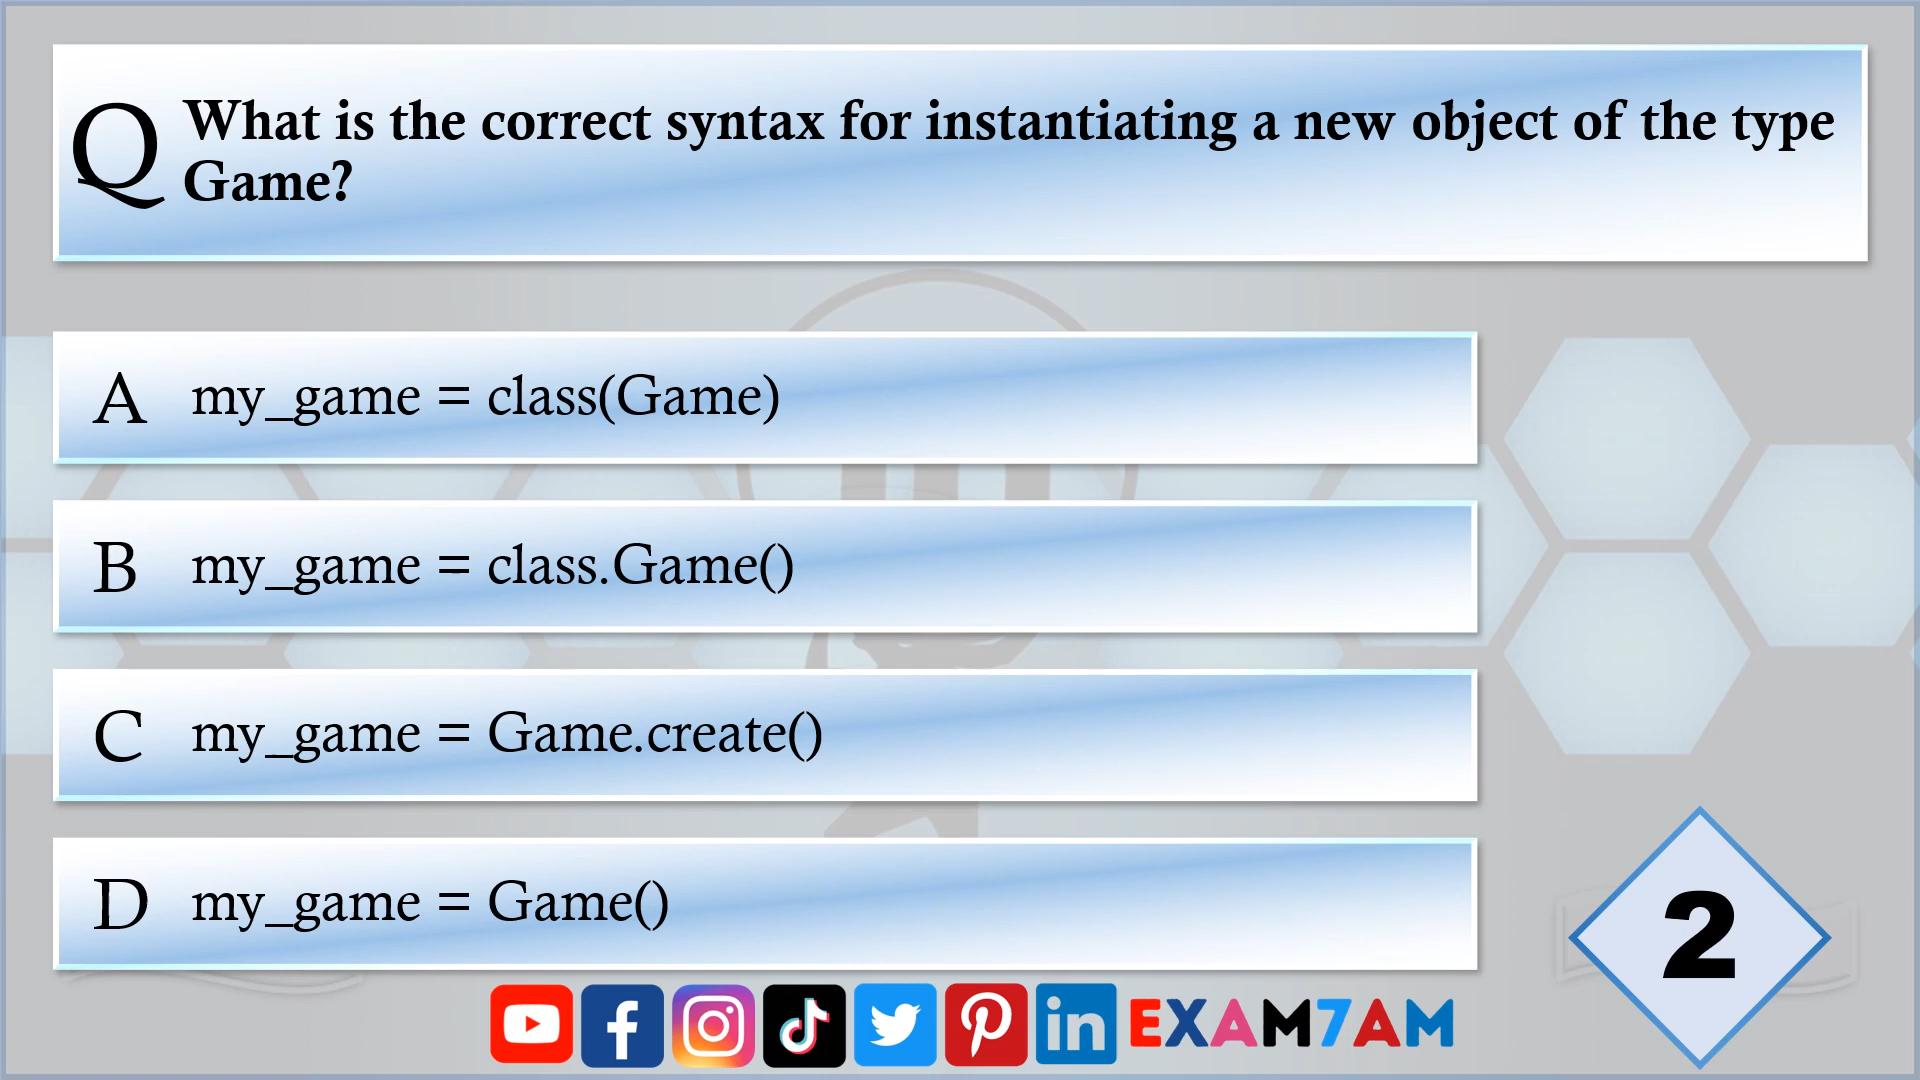 Q What is the correct syntax for instantiating a new object of the type
Game?
A my_game = class(Game)
B my_game = class.Game()
C my_game = Game.create()
D my_game = Game()
2
EXAM7AM